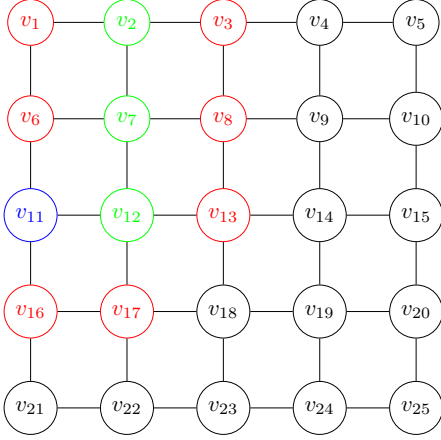 v₁ v₂ v₃ v₄ v₅
v₆ v₇ v₈ v₉ v₁₀
v₁₁ v₁₂ v₁₃ v₁₄ v₁₅
v₁₆ v₁₇ v₁₈ v₁₉ v₂₀
v₂₁ v₂₂ v₂₃ v₂₄ v₂₅